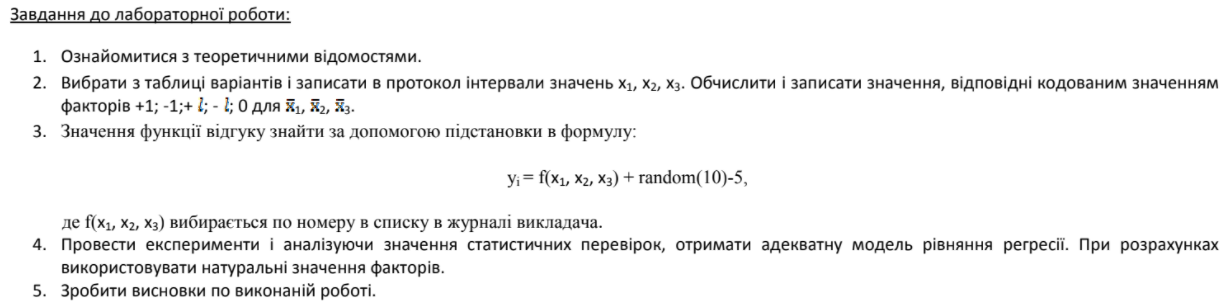 Завдання до лабораторної роботи:
1. Ознайомитися з теоретичними відомостями.
2. Вибрати з таблиці варіантів і записати в протокол інтервали значень x₁, x₂, x₃. Обчислити і записати значення, відповідні кодованим значенням
факторів +1; -1;+ l; - l; 0 для x̅₁, x̅₂, x̅₃.
3. Значення функції відгуку знайти за допомогою підстановки в формулу:
yᵢ = f(x₁, x₂, x₃) + random(10)-5,
де f(x₁, x₂, x₃) вибирається по номеру в списку в журналі викладача.
4. Провести експерименти і аналізуючи значення статистичних перевірок, отримати адекватну модель рівняння регресії. При розрахунках
використовувати натуральні значення факторів.
5. Зробити висновки по виконаній роботі.